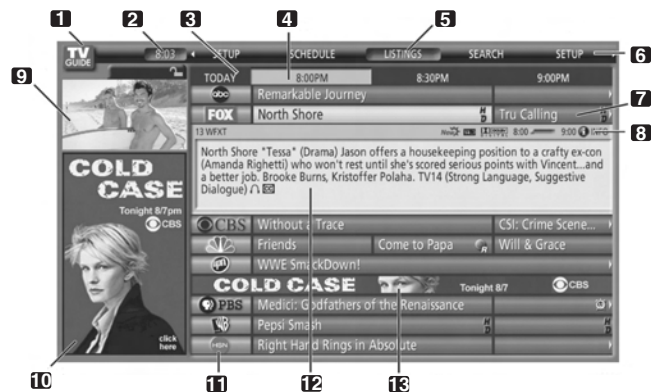 1 2 3 4 5
TV GUIDE 8:03 SETUP SCHEDULE LISTINGS SEARCH SETUP 6
TODAY 8:00PM 8:30PM 9:00PM
9 abc Remarkable Journey
FOX North Shore HD Tru Calling HD 7
13 WFXT New 8:00 9:00 8
North Shore "Tessa" (Drama) Jason offers a housekeeping position to a crafty ex-con
(Amanda Righetti) who won't rest until she's scored serious points with Vincent...and
a better job. Brooke Burns, Kristoffer Polaha. TV14 (Strong Language, Suggestive
Dialogue)
COLD
CASE
Tonight 8/7pm
CBS
click
here
CBS Without a Trace CSI: Crime Scene...
Friends Come to Papa R Will & Grace
WWE SmackDown!
COLD CASE Tonight 8/7 CBS
PBS Medici: Godfathers of the Renaissance
Pepsi Smash HD HD
HSN Right Hand Rings in Absolute
10 11 12 13